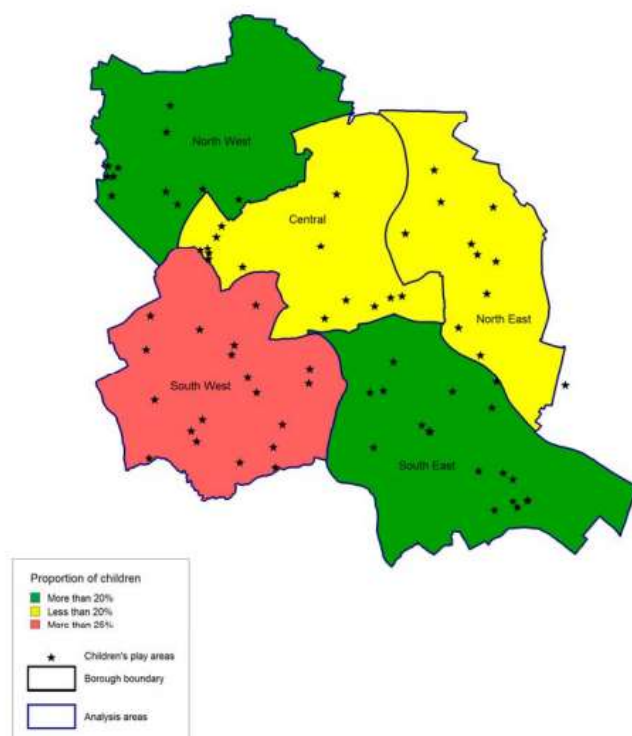 North West
Central
North East
South West
South East
Proportion of children
More than 20%
Less than 20%
More than 25%
Children's play areas
Borough boundary
Analysis areas